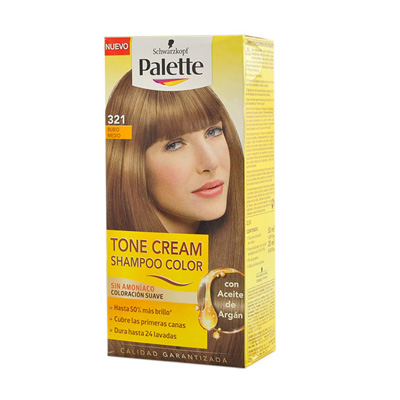 NUEVO
Schwarzkopf
Palette
321
RUBIO
MEDIO
TONE CREAM
SHAMPOO COLOR
SIN AMONÍACO
COLORACIÓN SUAVE
Hasta 50% más brillo*
Cubre las primeras canas
Dura hasta 24 lavadas
con
Aceite
de
Argán
CALIDAD GARANTIZADA